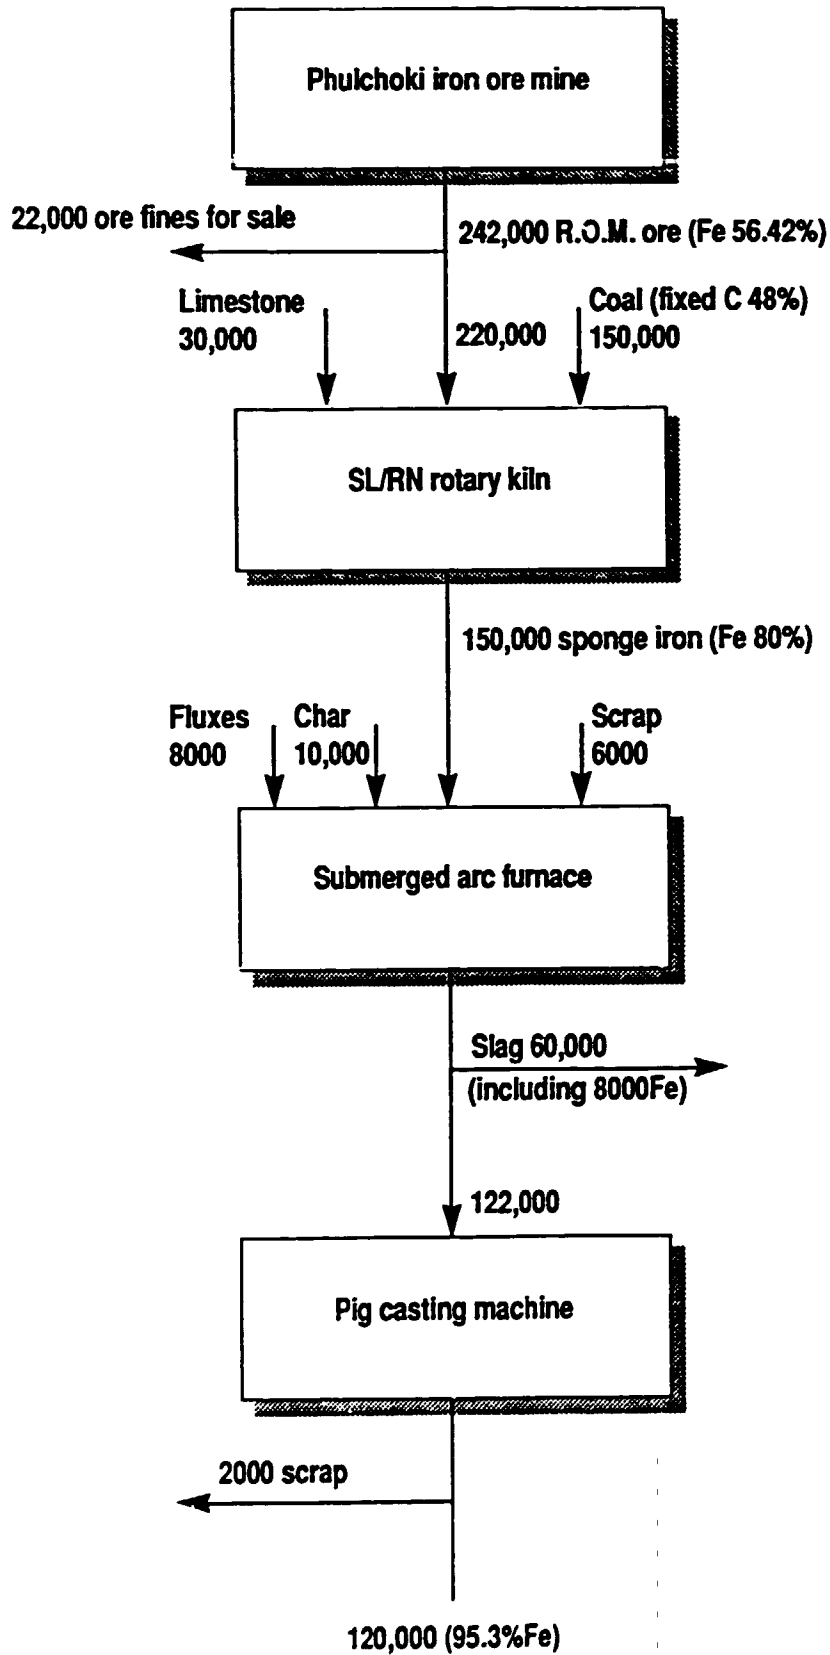 Phulchoki iron ore mine
22,000 ore fines for sale
242,000 R.O.M. ore (Fe 56.42%)
Limestone
30,000
220,000
Coal (fixed C 48%)
150,000
SL/RN rotary kiln
150,000 sponge iron (Fe 80%)
Fluxes
8000
Char
10,000
Scrap
6000
Submerged arc furnace
Slag 60,000
(including 8000Fe)
122,000
Pig casting machine
2000 scrap
120,000 (95.3%Fe)